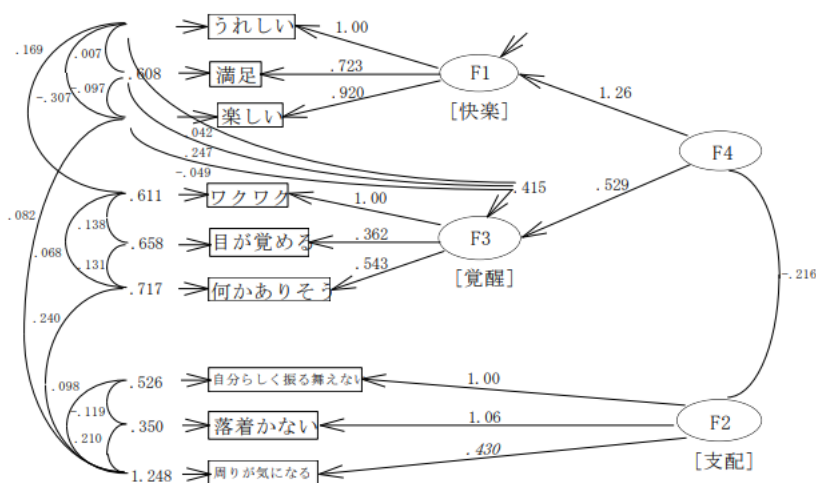 うれしい
1.00
F1
[快楽]
.169
.007
.608
満足
.723
-.097
-.307
楽しい
.920
1.26
F4
.042
.247
-.049
.529
.415
.611
ワクワク
1.00
F3
[覚醒]
.082
.138
.658
目が覚める
.362
.068
.131
.717
何かありそう
.543
-.216
.240
.526
自分らしく振る舞えない
1.00
.098
-.119
.350
落着かない
1.06
F2
[支配]
.210
1.248
周りが気になる
.430